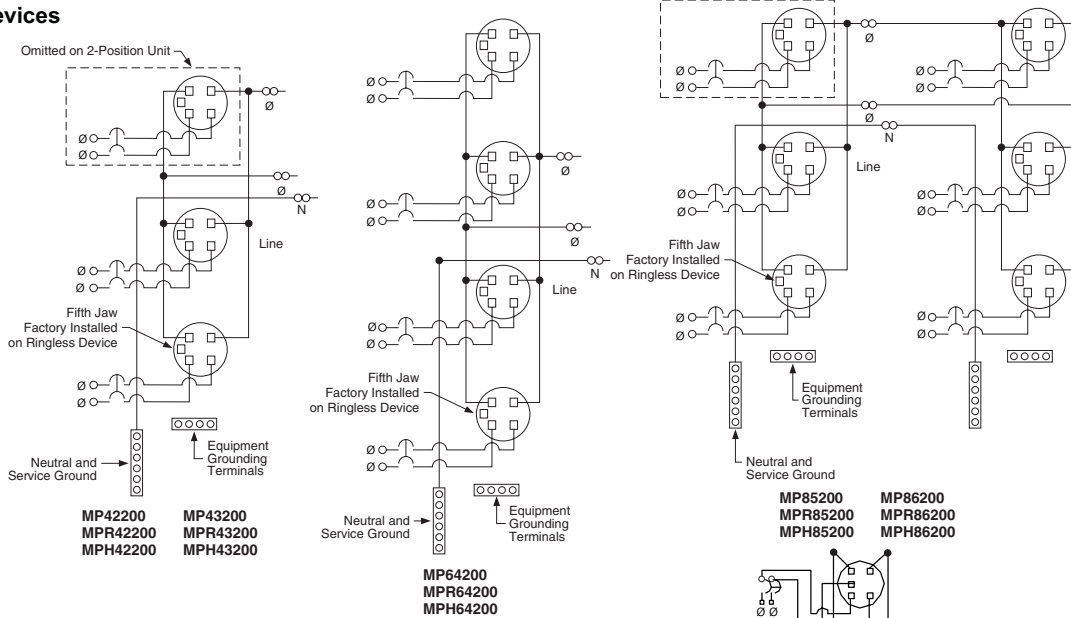 evices
Omitted on 2-Position Unit
Ø
Ø
Ø
Ø
N
Line
Ø
Ø
Fifth Jaw
Factory Installed
on Ringless Device
Ø
Ø
Equipment
Grounding
Terminals
Neutral and
Service Ground
MP42200 MP43200
MPR42200 MPR43200
MPH42200 MPH43200
Ø
Ø
Ø
Ø
Ø
Ø
N
Line
Ø
Ø
Fifth Jaw
Factory Installed
on Ringless Device
Ø
Ø
Equipment
Grounding
Terminals
Neutral and
Service Ground
MP64200
MPR64200
MPH64200
Ø
Ø
Ø
Ø
Ø
Ø
N
Line
Ø
Ø
Ø
Ø
Fifth Jaw
Factory Installed
on Ringless Device
Ø
Ø
Ø
Ø
Equipment
Grounding
Terminals
Neutral and
Service Ground
MP85200 MP86200
MPR85200 MPR86200
MPH85200 MPH86200
Ø Ø